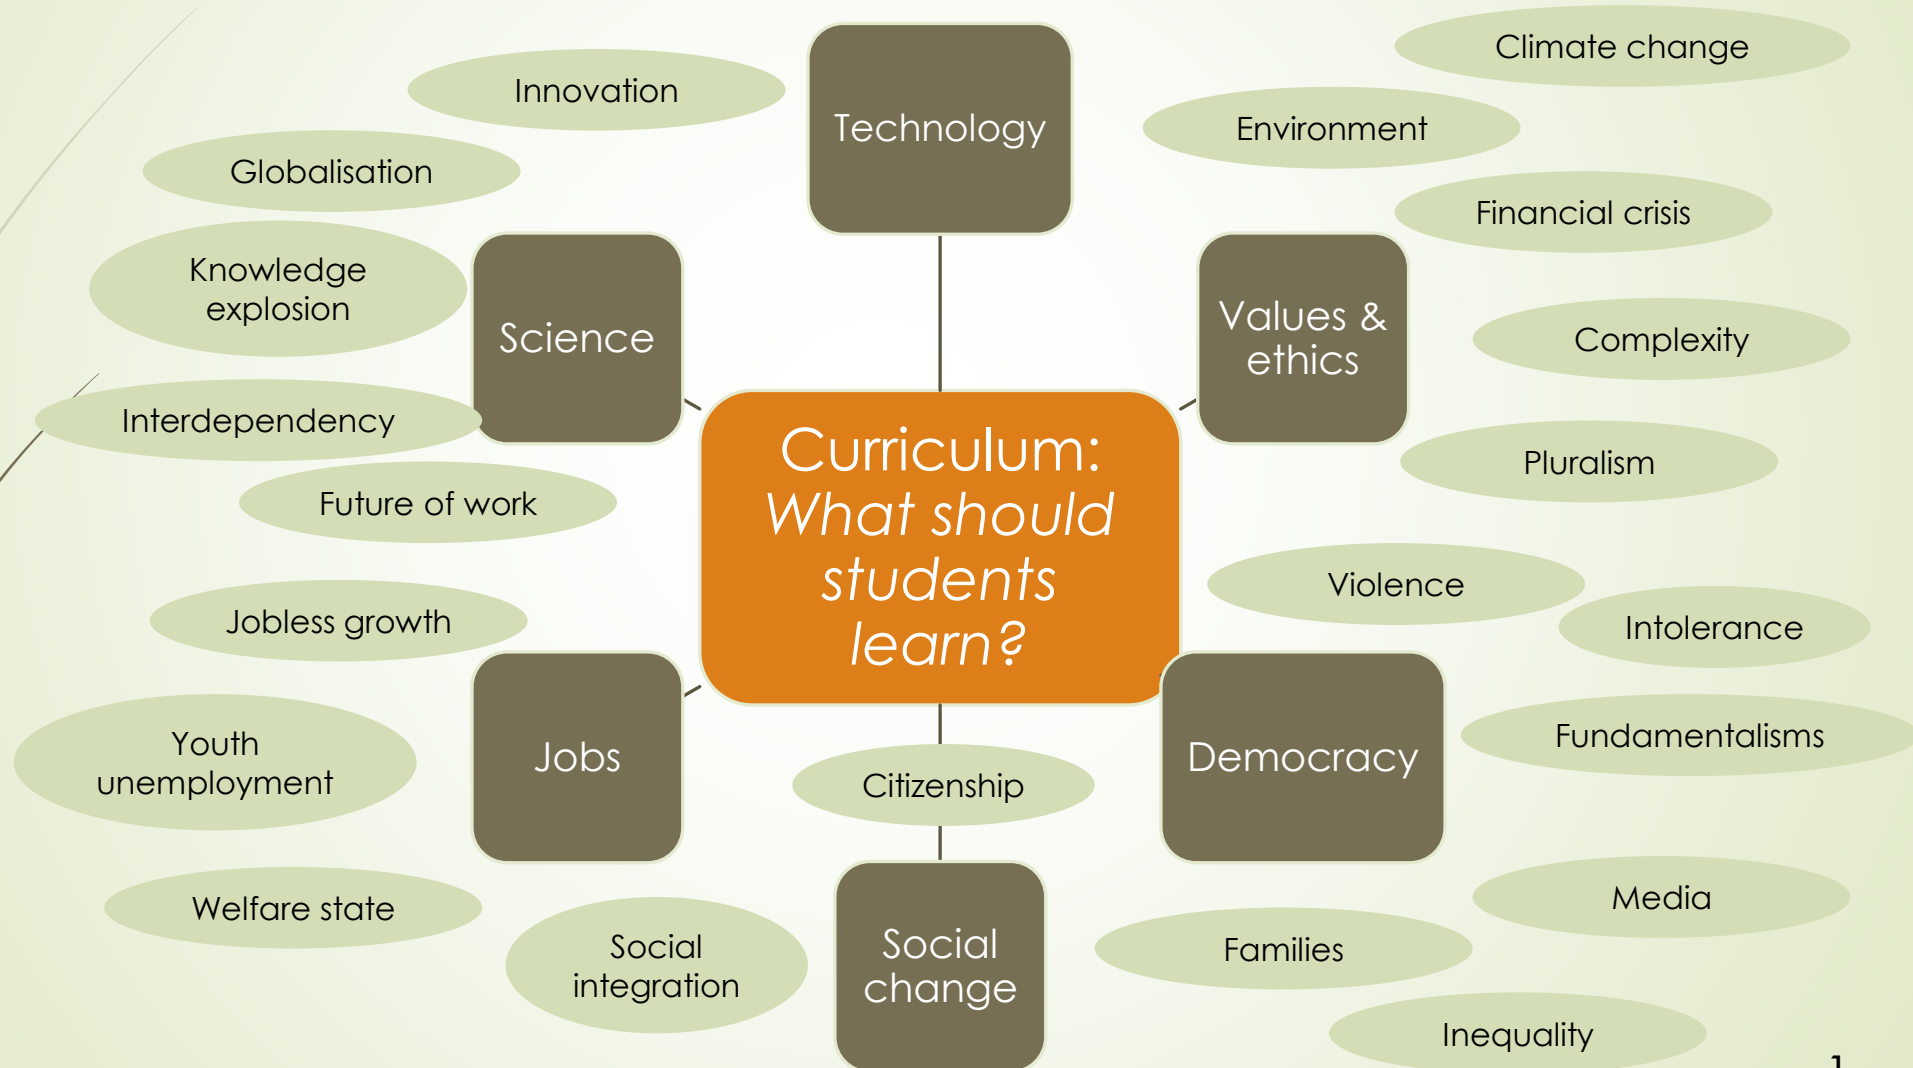 Climate change
Innovation
Technology
Environment
Globalisation
Financial crisis
Knowledge
explosion
Science
Values &
ethics
Complexity
Interdependency
Curriculum:
What should
students
learn?
Pluralism
Future of work
Violence
Jobless growth
Intolerance
Youth
unemployment
Jobs
Citizenship
Democracy
Fundamentalisms
Welfare state
Social
integration
Social
change
Families
Media
Inequality
1